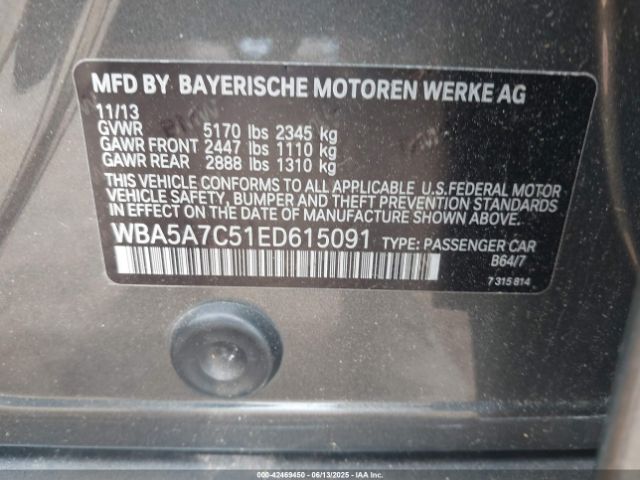 MFD BY BAYERISCHE MOTOREN WERKE AG
11/13
GVWR 5170 lbs 2345 kg
GAWR FRONT 2447 lbs 1110 kg
GAWR REAR 2888 lbs 1310 kg
THIS VEHICLE CONFORMS TO ALL APPLICABLE U.S.FEDERAL MOTOR
VEHICLE SAFETY, BUMPER, AND THEFT PREVENTION STANDARDS
IN EFFECT ON THE DATE OF MANUFACTURE SHOWN ABOVE.
WBA5A7C51ED615091 TYPE: PASSENGER CAR
B64/7
7 315 814
000-42469450 - 06/13/2025 - IAAI.CA